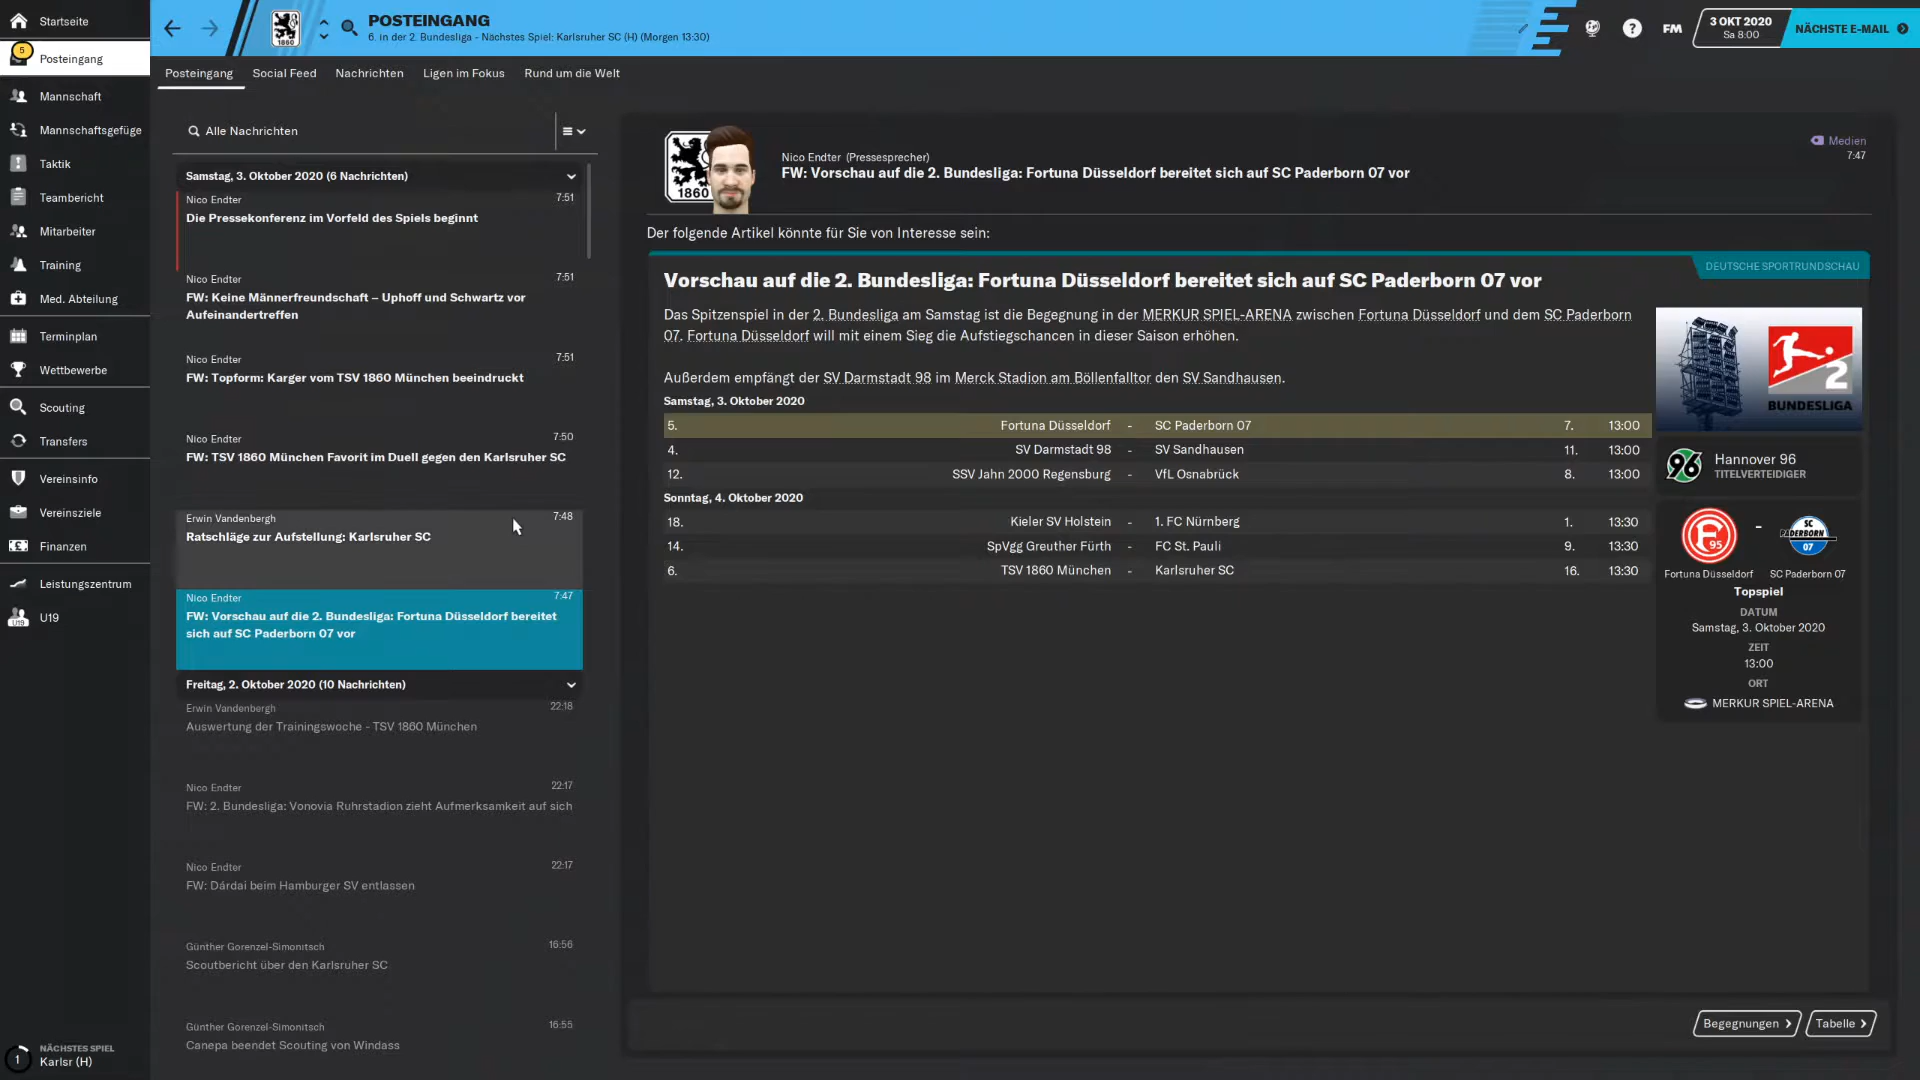 Startseite
5
Posteingang
Mannschaft
Mannschaftsgefüge
Taktik
Teambericht
Mitarbeiter
Training
Med. Abteilung
Terminplan
Wettbewerbe
Scouting
Transfers
Vereinsinfo
Vereinsziele
Finanzen
Leistungszentrum
U19
U19
1
NÄCHSTES SPIEL
Karlsr (H)
1860
POSTEINGANG
6. in der 2. Bundesliga - Nächstes Spiel: Karlsruher SC (H) (Morgen 13:30)
?
FM
3 OKT 2020
Sa 8:00
NÄCHSTE E-MAIL
Posteingang
Social Feed
Nachrichten
Ligen im Fokus
Rund um die Welt
Alle Nachrichten
Samstag, 3. Oktober 2020 (6 Nachrichten)
Nico Endter 7:51
Die Pressekonferenz im Vorfeld des Spiels beginnt
Nico Endter 7:51
FW: Keine Männerfreundschaft – Uphoff und Schwartz vor
Aufeinandertreffen
Nico Endter 7:51
FW: Topform: Karger vom TSV 1860 München beeindruckt
Nico Endter 7:50
FW: TSV 1860 München Favorit im Duell gegen den Karlsruher SC
Erwin Vandenbergh 7:48
Ratschläge zur Aufstellung: Karlsruher SC
Nico Endter 7:47
FW: Vorschau auf die 2. Bundesliga: Fortuna Düsseldorf bereitet
sich auf SC Paderborn 07 vor
Freitag, 2. Oktober 2020 (10 Nachrichten)
Erwin Vandenbergh 22:18
Auswertung der Trainingswoche - TSV 1860 München
Nico Endter 22:17
FW: 2. Bundesliga: Vonovia Ruhrstadion zieht Aufmerksamkeit auf sich
Nico Endter 22:17
FW: Dárdai beim Hamburger SV entlassen
Günther Gorenzel-Simonitsch 16:56
Scoutbericht über den Karlsruher SC
Günther Gorenzel-Simonitsch 16:55
Canepa beendet Scouting von Windass
1860
Nico Endter (Pressesprecher)
FW: Vorschau auf die 2. Bundesliga: Fortuna Düsseldorf bereitet sich auf SC Paderborn 07 vor
Medien
7:47
Der folgende Artikel könnte für Sie von Interesse sein:
DEUTSCHE SPORTRUNDSCHAU
Vorschau auf die 2. Bundesliga: Fortuna Düsseldorf bereitet sich auf SC Paderborn 07 vor
Das Spitzenspiel in der 2. Bundesliga am Samstag ist die Begegnung in der MERKUR SPIEL-ARENA zwischen Fortuna Düsseldorf und dem SC Paderborn
07. Fortuna Düsseldorf will mit einem Sieg die Aufstiegschancen in dieser Saison erhöhen.
Außerdem empfängt der SV Darmstadt 98 im Merck Stadion am Böllenfalltor den SV Sandhausen.
Samstag, 3. Oktober 2020
5. Fortuna Düsseldorf - SC Paderborn 07 7. 13:00
4. SV Darmstadt 98 - SV Sandhausen 11. 13:00
12. SSV Jahn 2000 Regensburg - VfL Osnabrück 8. 13:00
Sonntag, 4. Oktober 2020
18. Kieler SV Holstein - 1. FC Nürnberg 1. 13:30
14. SpVgg Greuther Fürth - FC St. Pauli 9. 13:30
6. TSV 1860 München - Karlsruher SC 16. 13:30
2
BUNDESLIGA
96
Hannover 96
TITELVERTEIDIGER
F95
-
SC
PADERBORN
07
Fortuna Düsseldorf
SC Paderborn 07
Topspiel
DATUM
Samstag, 3. Oktober 2020
ZEIT
13:00
ORT
MERKUR SPIEL-ARENA
Begegnungen
Tabelle